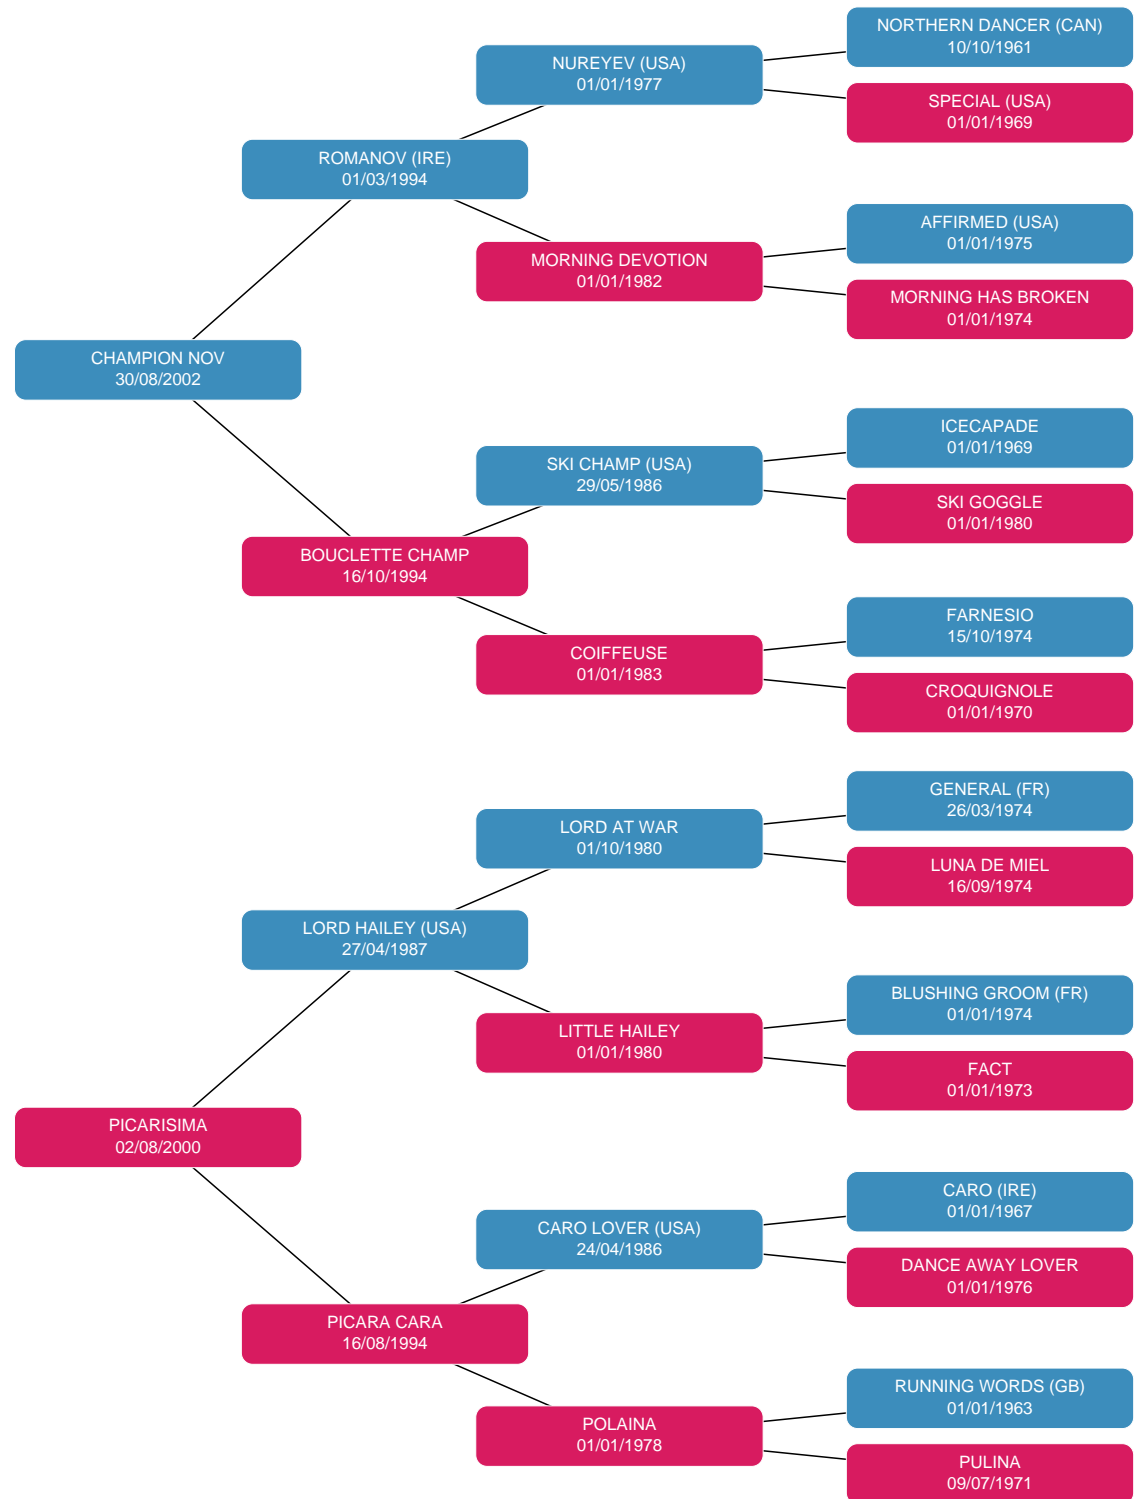 NORTHERN DANCER (CAN)
10/10/1961
NUREYEV (USA)
01/01/1977
SPECIAL (USA)
01/01/1969
ROMANOV (IRE)
01/03/1994
AFFIRMED (USA)
01/01/1975
MORNING DEVOTION
01/01/1982
MORNING HAS BROKEN
01/01/1974
CHAMPION NOV
30/08/2002
ICECAPADE
01/01/1969
SKI CHAMP (USA)
29/05/1986
SKI GOGGLE
01/01/1980
BOUCLETTE CHAMP
16/10/1994
FARNESIO
15/10/1974
COIFFEUSE
01/01/1983
CROQUIGNOLE
01/01/1970
GENERAL (FR)
26/03/1974
LORD AT WAR
01/10/1980
LUNA DE MIEL
16/09/1974
LORD HAILEY (USA)
27/04/1987
BLUSHING GROOM (FR)
01/01/1974
LITTLE HAILEY
01/01/1980
FACT
01/01/1973
PICARISIMA
02/08/2000
CARO (IRE)
01/01/1967
CARO LOVER (USA)
24/04/1986
DANCE AWAY LOVER
01/01/1976
PICARA CARA
16/08/1994
RUNNING WORDS (GB)
01/01/1963
POLAINA
01/01/1978
PULINA
09/07/1971